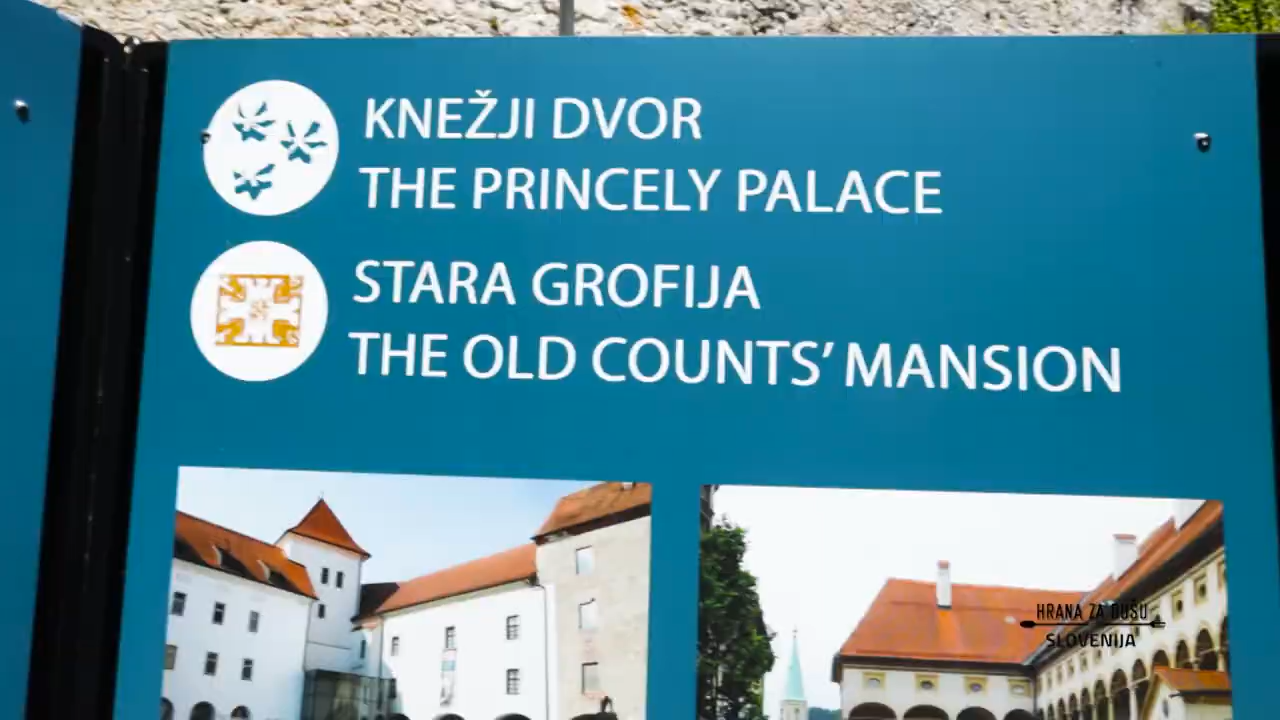 KNEŽJI DVOR
THE PRINCELY PALACE
STARA GROFIJA
THE OLD COUNTS' MANSION
HRANA ZA DUŠU
SLOVENIJA